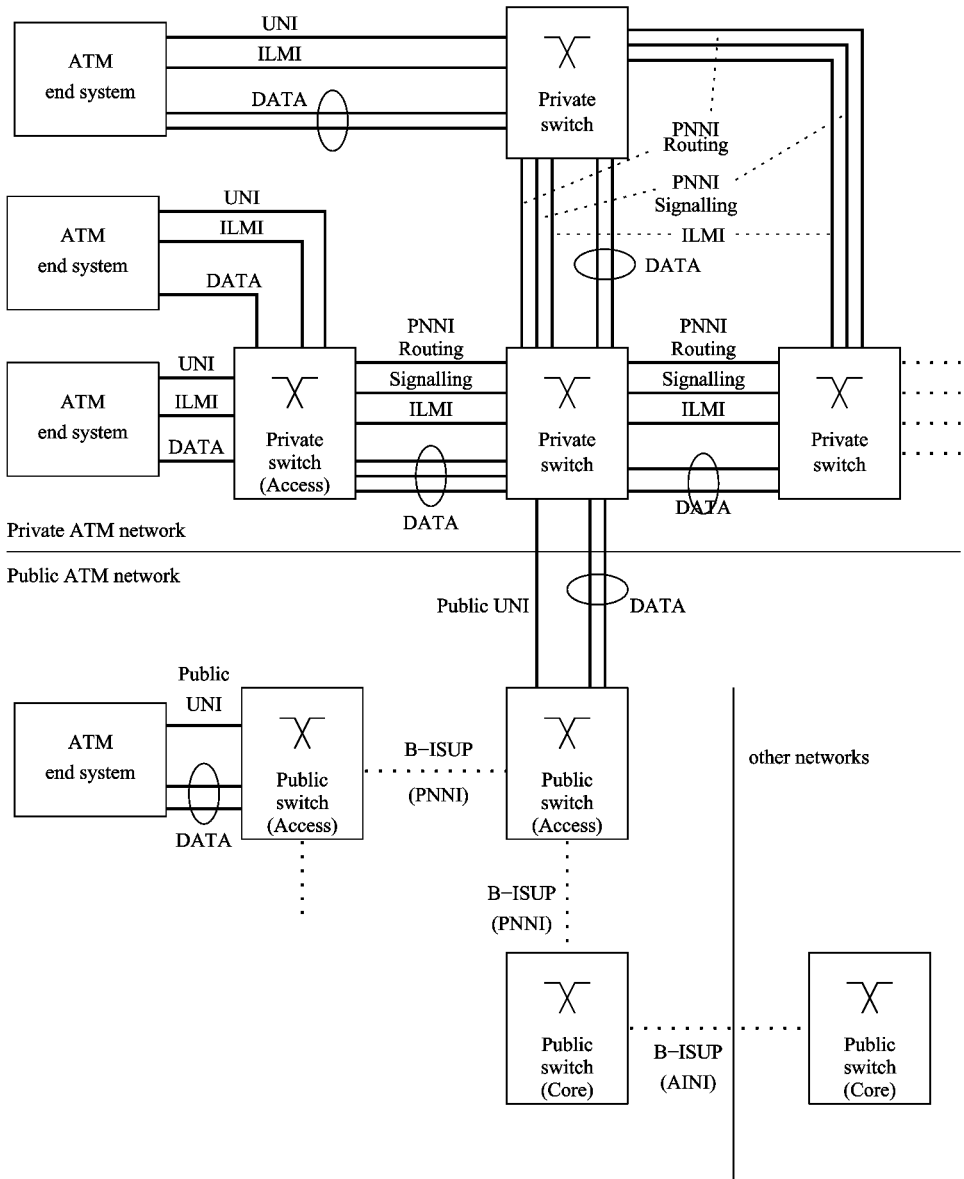 UNI
ILMI
DATA
ATM
end system
Private
switch
PNNI
Routing
PNNI
Signalling
ILMI
DATA
UNI
ILMI
DATA
ATM
end system
UNI
ILMI
DATA
ATM
end system
Private
switch
(Access)
PNNI
Routing
Signalling
ILMI
DATA
Private
switch
PNNI
Routing
Signalling
ILMI
DATA
Private
switch
Private ATM network
Public ATM network
Public UNI
DATA
Public
UNI
ATM
end system
DATA
Public
switch
(Access)
B-ISUP
(PNNI)
Public
switch
(Access)
other networks
B-ISUP
(PNNI)
Public
switch
(Core)
B-ISUP
(AINI)
Public
switch
(Core)